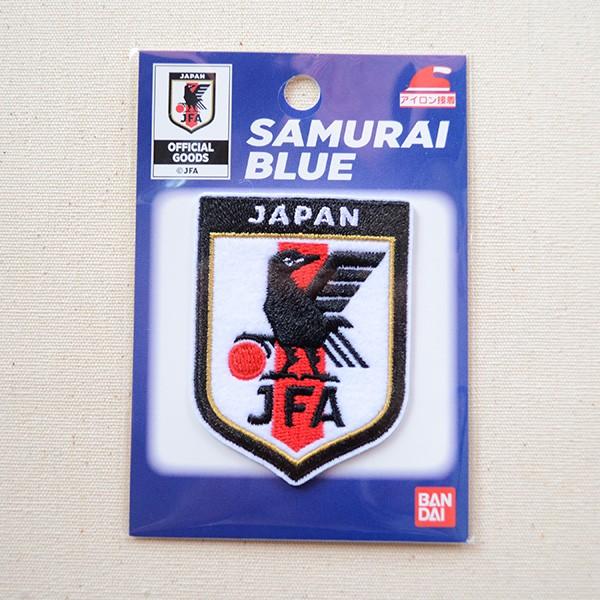 JAPAN
JFA
OFFICIAL
GOODS
©JFA
アイロン接着
SAMURAI
BLUE
JAPAN
JFA
BAN
DAI